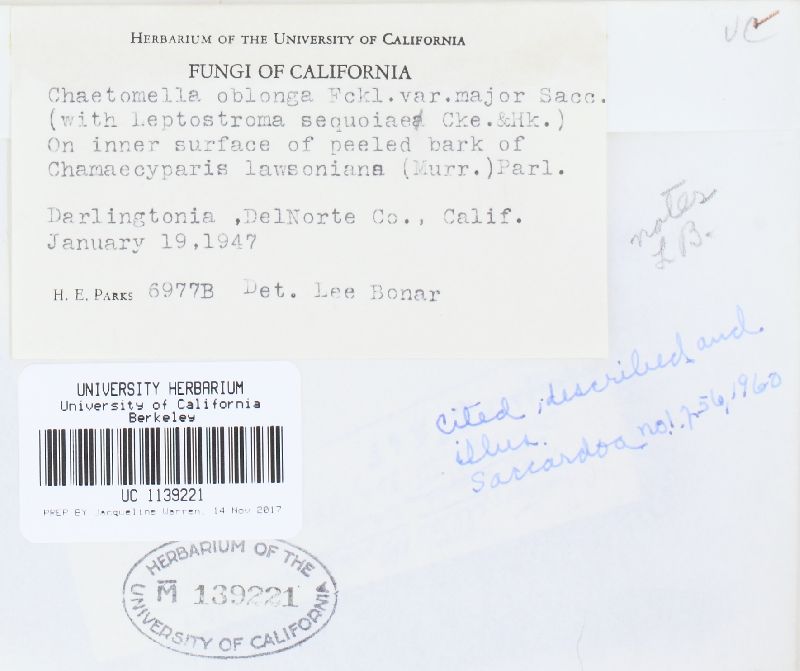 UC
HERBARIUM OF THE UNIVERSITY OF CALIFORNIA
FUNGI OF CALIFORNIA
Chaetomella oblonga Fckl.var.major Sacc.
(with Leptostroma sequoiae Cke.&Hk.)
On inner surface of peeled bark of
Chamaecyparis lawsoniana (Murr.)Parl.
Darlingtonia ,DelNorte Co., Calif.
January 19,1947
H. E. PARKS 6977B Det. Lee Bonar
notes
L B.
cited, described and
illus.
Saccardoa no1.p56,1960
UNIVERSITY HERBARIUM
University of California
Berkeley
UC 1139221
PREP BY Jacqueline Warren, 14 Nov 2017
HERBARIUM OF THE
M 139221
UNIVERSITY OF CALIFORNIA